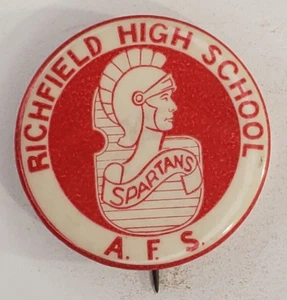 RICHFIELD HIGH SCHOOL
SPARTANS
A. F. S.